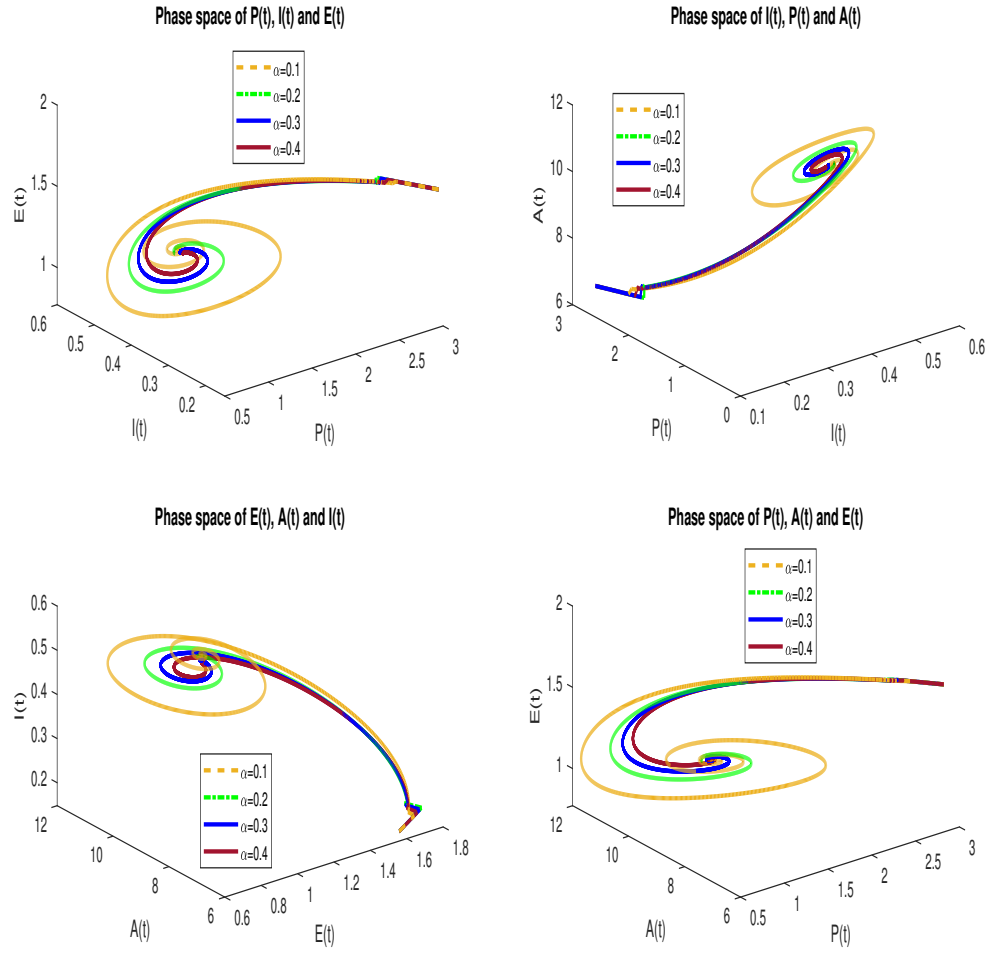 Phase space of P(t), I(t) and E(t)
α=0.1
α=0.2
α=0.3
α=0.4
2
1.5
1
E(t)
0.6
0.5
0.4
0.3
0.2
I(t)
0.5
1
1.5
2
2.5
3
P(t)
Phase space of I(t), P(t) and A(t)
α=0.1
α=0.2
α=0.3
α=0.4
12
10
8
6
A(t)
3
2
1
0
P(t)
0.1
0.2
0.3
0.4
0.5
0.6
I(t)
Phase space of E(t), A(t) and I(t)
α=0.1
α=0.2
α=0.3
α=0.4
0.6
0.5
0.4
0.3
0.2
I(t)
12
10
8
6
A(t)
0.6
0.8
1
1.2
1.4
1.6
1.8
E(t)
Phase space of P(t), A(t) and E(t)
α=0.1
α=0.2
α=0.3
α=0.4
2
1.5
1
E(t)
12
10
8
6
A(t)
0.5
1
1.5
2
2.5
3
P(t)